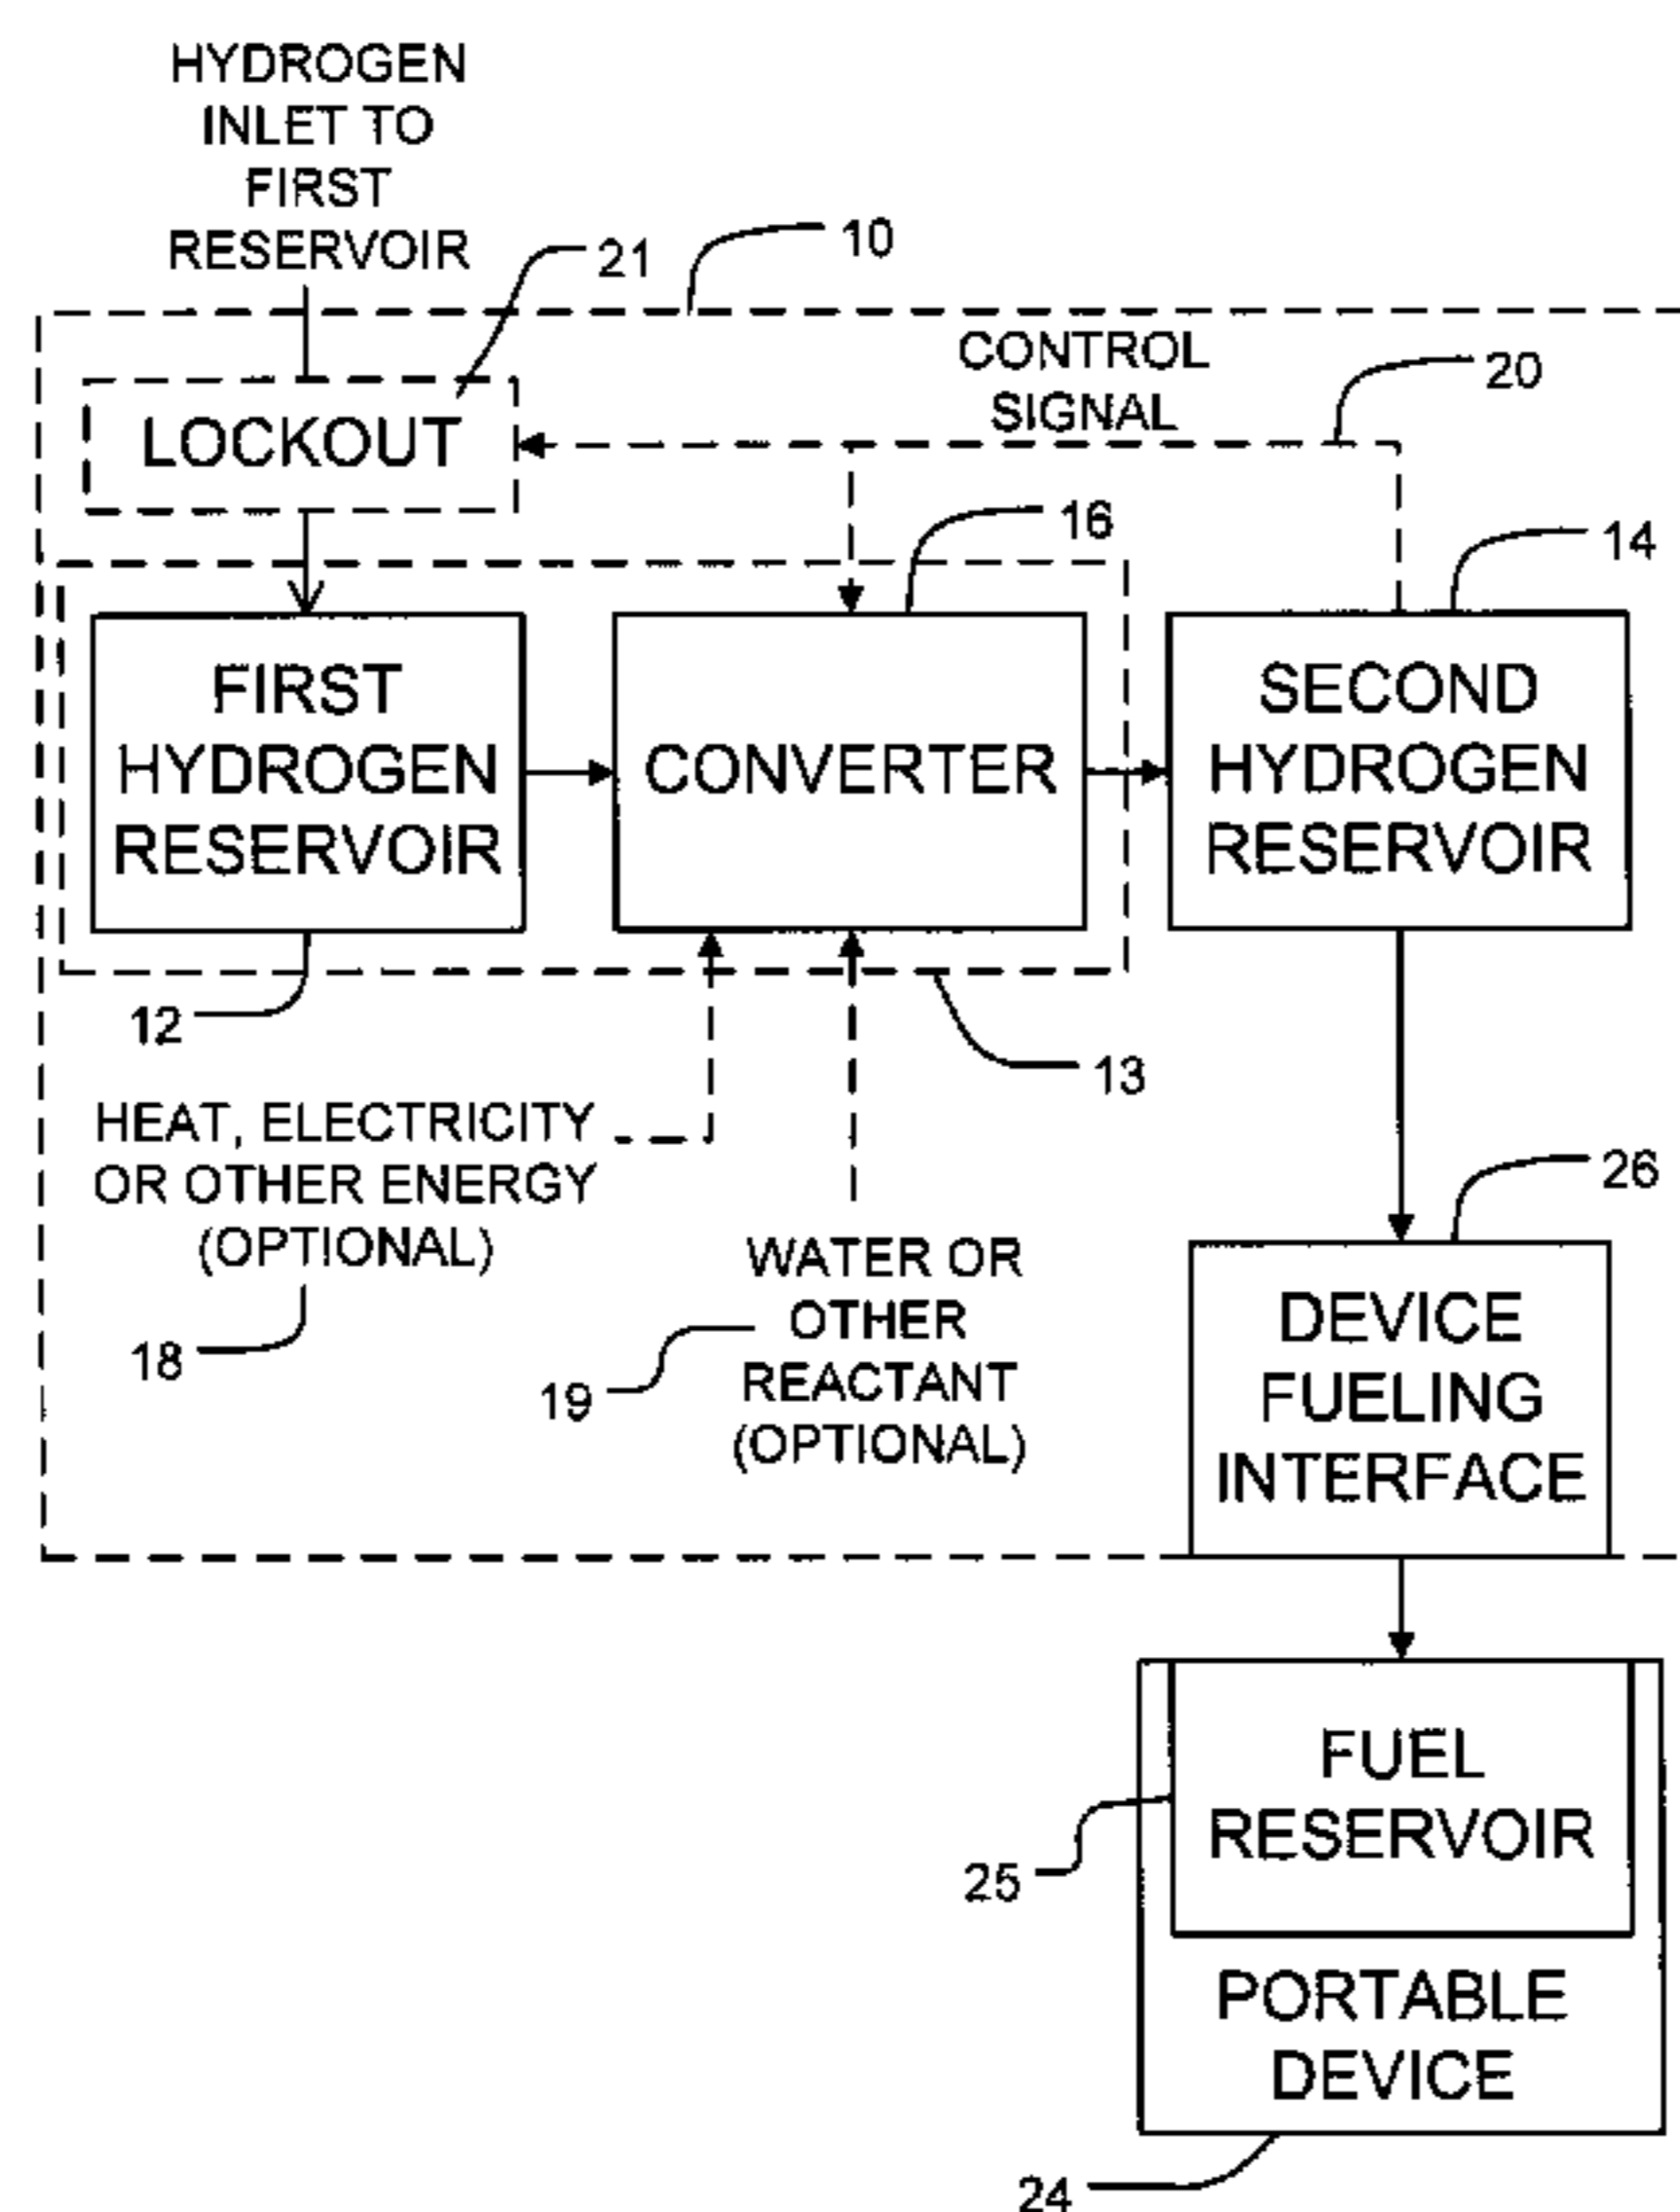 HYDROGEN
INLET TO
FIRST
RESERVOIR
10
21
CONTROL
SIGNAL
20
LOCKOUT
16
14
FIRST
HYDROGEN
RESERVOIR
CONVERTER
SECOND
HYDROGEN
RESERVOIR
12
13
HEAT, ELECTRICITY
OR OTHER ENERGY
(OPTIONAL)
18
WATER OR
OTHER
REACTANT
(OPTIONAL)
19
26
DEVICE
FUELING
INTERFACE
FUEL
RESERVOIR
25
PORTABLE
DEVICE
24